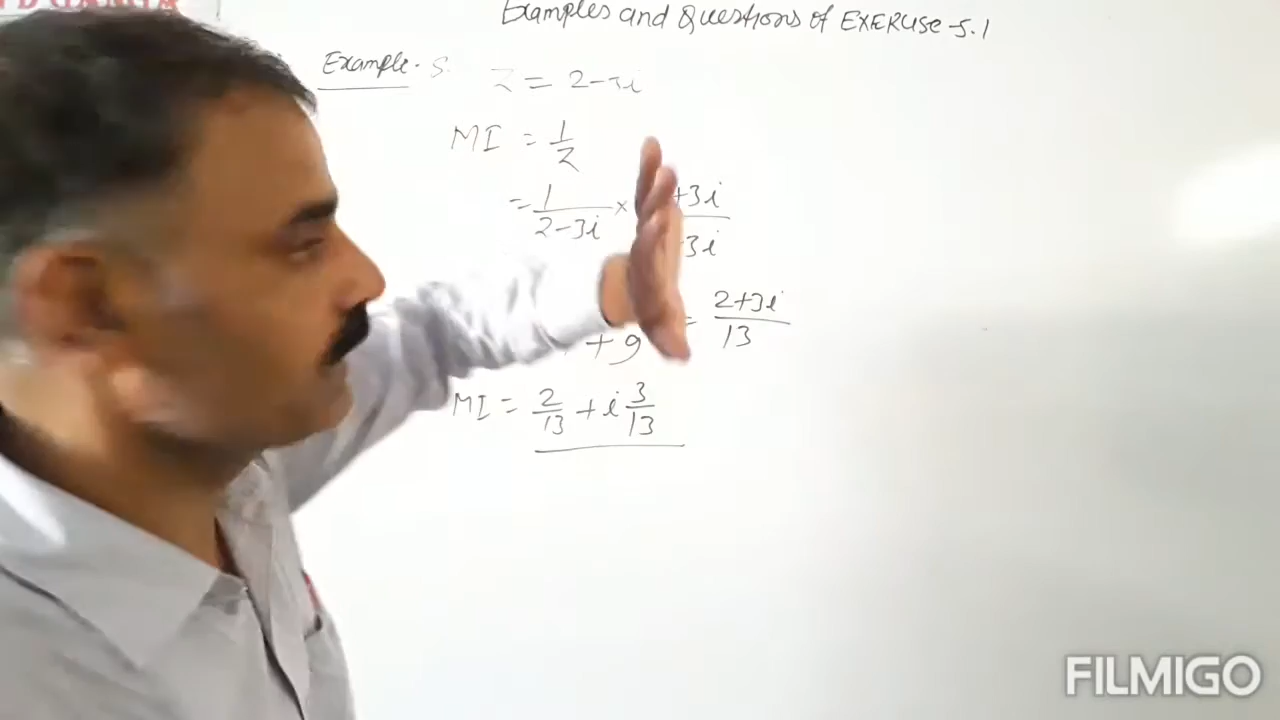 Examples and Questions of EXERCISE-5.1
Example. 5.
Z = 2-3i
MI = 1/Z
= 1/2-3i × +3i/3i
+9 = 2+3i/13
MI = 2/13 + i 3/13
FILMIGO